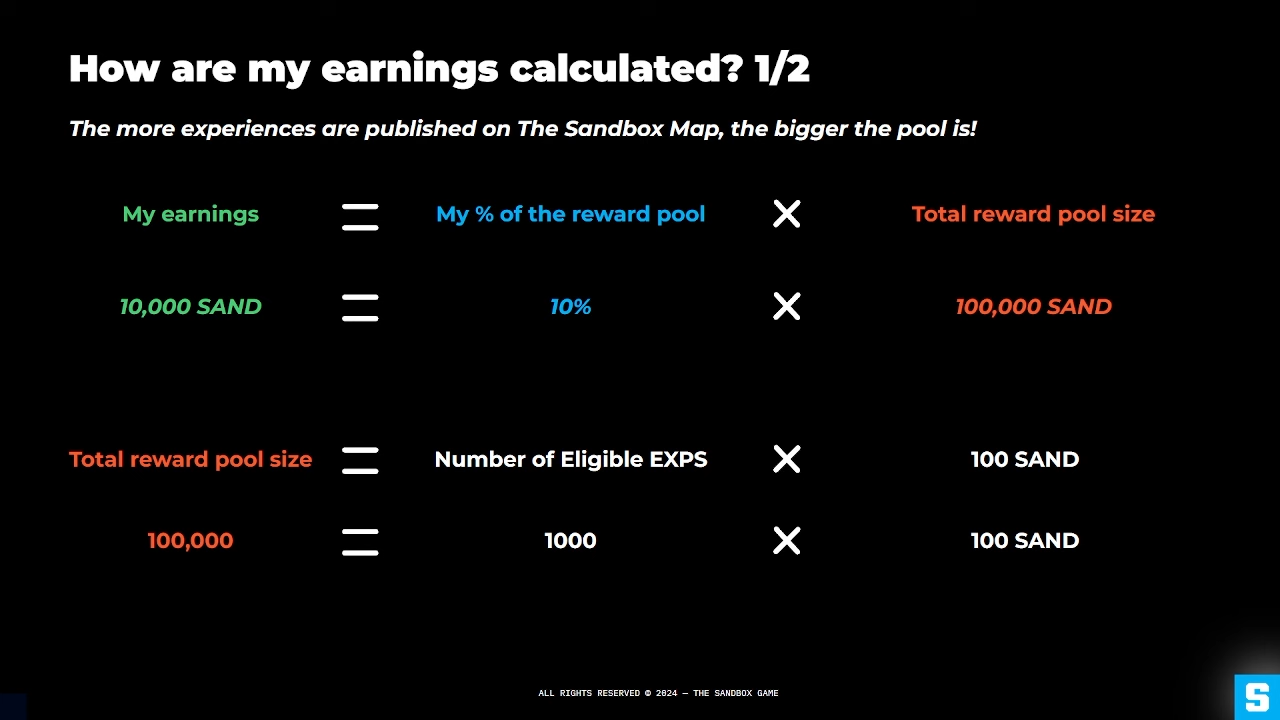 How are my earnings calculated? 1/2
The more experiences are published on The Sandbox Map, the bigger the pool is!
My earnings = My % of the reward pool × Total reward pool size
10,000 SAND = 10% × 100,000 SAND
Total reward pool size = Number of Eligible EXPS × 100 SAND
100,000 = 1000 × 100 SAND
ALL RIGHTS RESERVED © 2024 — THE SANDBOX GAME
S